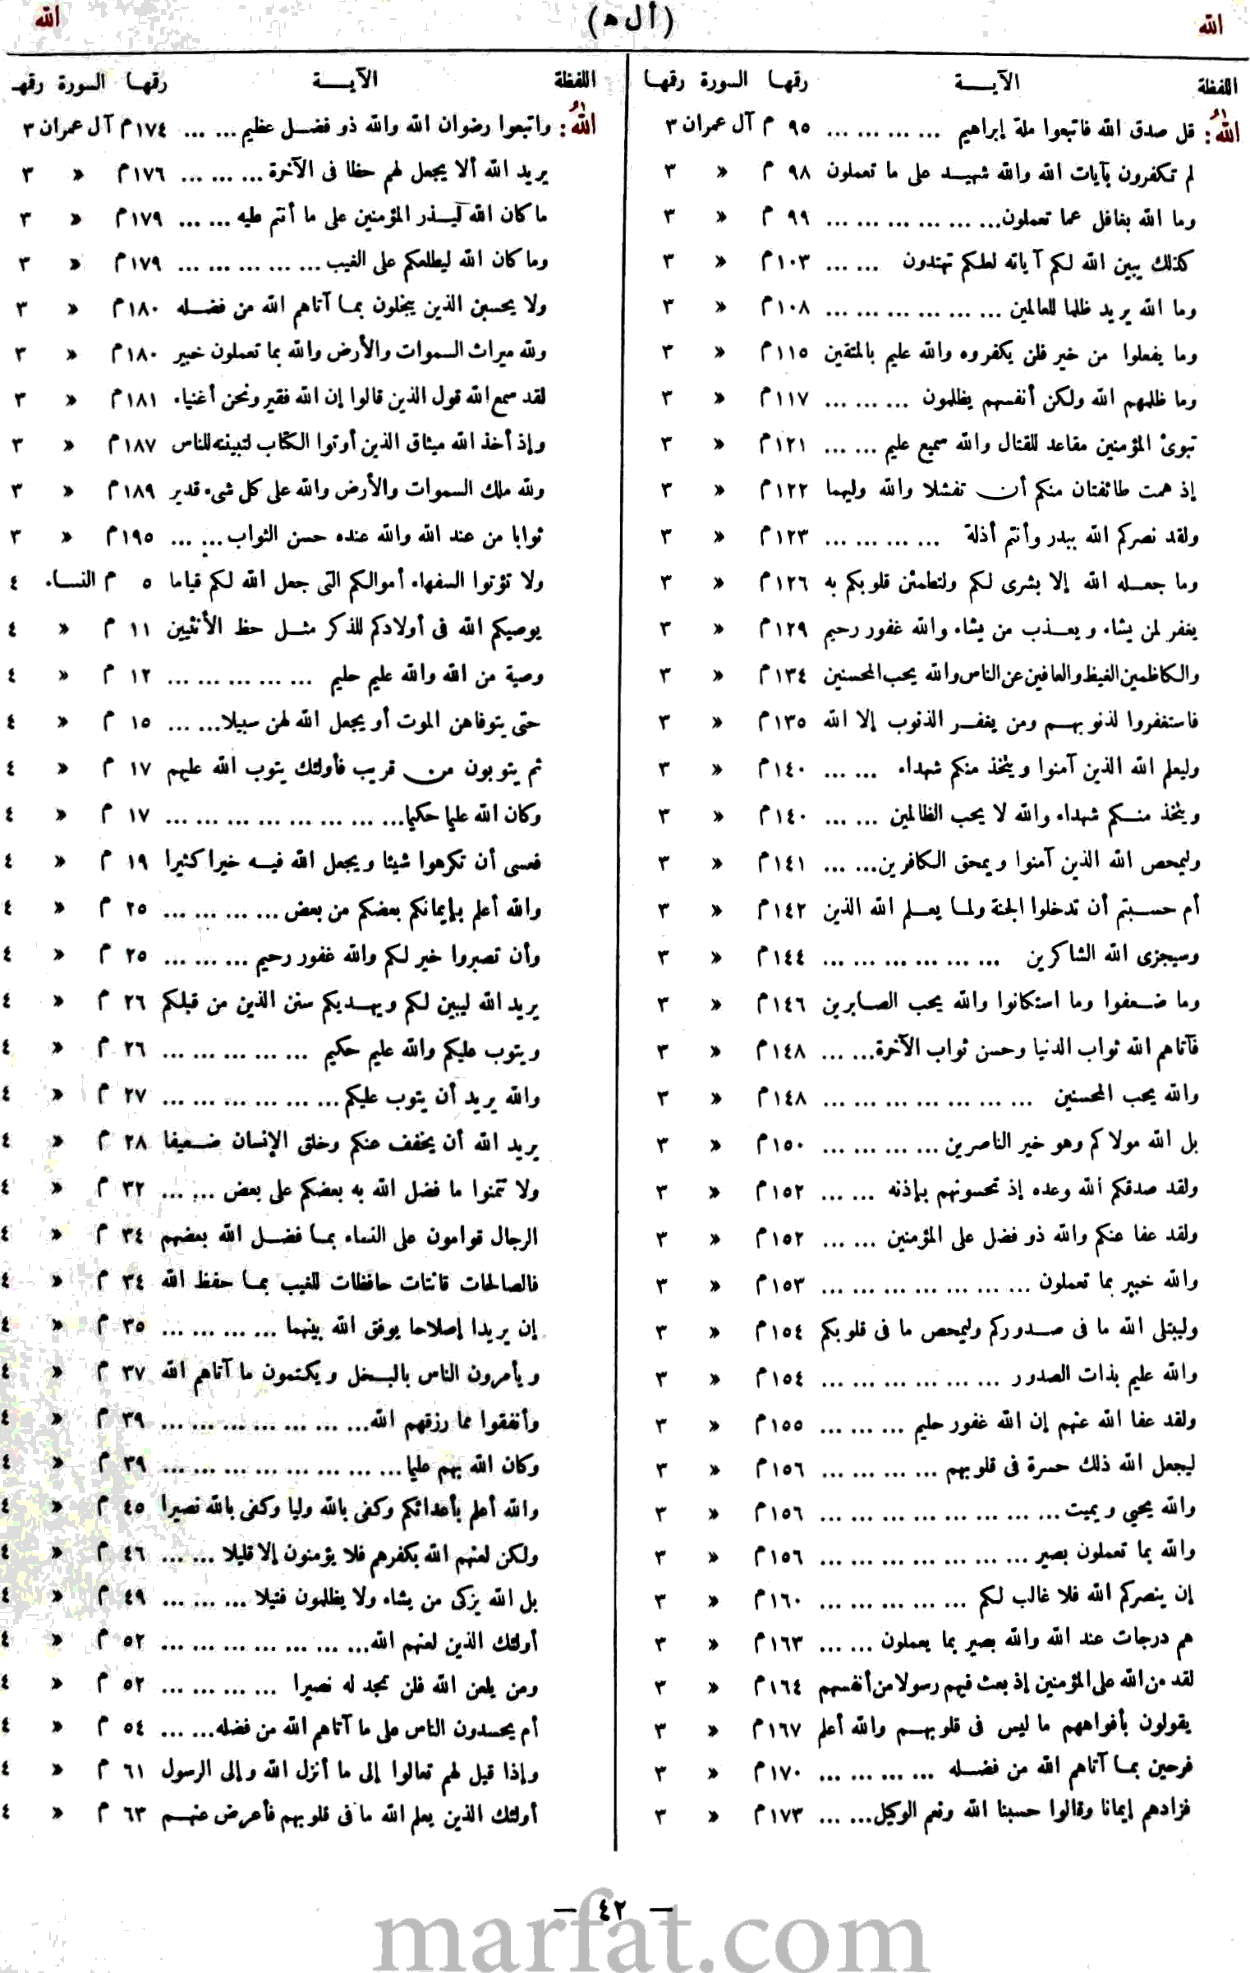 الله
(أ ل ه)
الله
اللفظة الآيــة رقها السورة رقها
اللهُ: قل صدق الله فاتبعوا ملة إبراهيم ... ... ... ... ٩٥ م آل عمران ٣
لم تكفرون بآيات الله والله شهيد على ما تعملون ٩٨ م » ٣
وما الله بغافل عما تعملون ... ... ... ... ... ... ٩٩ م » ٣
كذلك يبين الله لكم آياته لعلكم تهتدون ... ... ١٠٣ م » ٣
وما الله يريد ظلما للعالمين ... ... ... ... ... ... ١٠٨ م » ٣
وما يفعلوا من خير فلن يكفروه والله عليم بالمتقين ١١٥ م » ٣
وما ظلمهم الله ولكن أنفسهم يظلمون ... ... ... ١١٧ م » ٣
تبوئ المؤمنين مقاعد للقتال والله سميع عليم ... ... ١٢١ م » ٣
إذ همت طائفتان منكم أن تفشلا والله وليهما ١٢٢ م » ٣
ولقد نصركم الله ببدر وأنتم أذلة ... ... ... ... ١٢٣ م » ٣
وما جعله الله إلا بشرى لكم ولتطمئن قلوبكم به ١٢٦ م » ٣
يغفر لمن يشاء ويعذب من يشاء والله غفور رحيم ١٢٩ م » ٣
والكاظمين الغيظ والعافين عن الناس والله يحب المحسنين ١٣٤ م » ٣
فاستغفروا لذنوبهم ومن يغفر الذنوب إلا الله ١٣٥ م » ٣
وليعلم الله الذين آمنوا ويتخذ منكم شهداء ... ... ١٤٠ م » ٣
ويتخذ منكم شهداء والله لا يحب الظالمين ... ... ١٤٠ م » ٣
وليمحص الله الذين آمنوا ويمحق الكافرين ... ... ١٤١ م » ٣
أم حسبتم أن تدخلوا الجنة ولما يعلم الله الذين ١٤٢ م » ٣
وسيجزى الله الشاكرين ... ... ... ... ... ... ١٤٤ م » ٣
وما ضعفوا وما استكانوا والله يحب الصابرين ١٤٦ م » ٣
فآتاهم الله ثواب الدنيا وحسن ثواب الآخرة ... ... ١٤٨ م » ٣
والله يحب المحسنين ... ... ... ... ... ... ... ١٤٨ م » ٣
بل الله مولاكم وهو خير الناصرين ... ... ... ... ١٥٠ م » ٣
ولقد صدقكم الله وعده إذ تحسونهم بإذنه ... ... ١٥٢ م » ٣
ولقد عفا عنكم والله ذو فضل على المؤمنين ... ... ١٥٢ م » ٣
والله خبير بما تعملون ... ... ... ... ... ... ... ١٥٣ م » ٣
وليبتلى الله ما فى صدوركم وليمحص ما فى قلوبكم ١٥٤ م » ٣
والله عليم بذات الصدور ... ... ... ... ... ... ١٥٤ م » ٣
ولقد عفا الله عنهم إن الله غفور حليم ... ... ... ١٥٥ م » ٣
ليجعل الله ذلك حسرة فى قلوبهم ... ... ... ... ١٥٦ م » ٣
والله يحيي ويميت ... ... ... ... ... ... ... ... ١٥٦ م » ٣
والله بما تعملون بصير ... ... ... ... ... ... ... ١٥٦ م » ٣
إن ينصركم الله فلا غالب لكم ... ... ... ... ... ١٦٠ م » ٣
هم درجات عند الله والله بصير بما يعملون ... ... ١٦٣ م » ٣
لقد من الله على المؤمنين إذ بعث فيهم رسولا من أنفسهم ١٦٤ م » ٣
يقولون بأفواههم ما ليس فى قلوبهم والله أعلم ١٦٧ م » ٣
فرحين بما آتاهم الله من فضله ... ... ... ... ١٧٠ م » ٣
فزادهم إيمانا وقالوا حسبنا الله ونعم الوكيل ... ... ١٧٣ م » ٣
اللفظة الآيــة رقها السورة رقهـ
اللهُ: واتبعوا رضوان الله والله ذو فضل عظيم ... ... ١٧٤ م آل عمران ٣
يريد الله ألا يجعل لهم حظا فى الآخرة ... ... ... ١٧٦ م » ٣
ما كان الله ليذر المؤمنين على ما أنتم عليه ... ... ١٧٩ م » ٣
وما كان الله ليطلعكم على الغيب ... ... ... ... ... ١٧٩ م » ٣
ولا يحسبن الذين يبخلون بما آتاهم الله من فضله ١٨٠ م » ٣
ولله ميراث السموات والأرض والله بما تعملون خبير ١٨٠ م » ٣
لقد سمع الله قول الذين قالوا إن الله فقير ونحن أغنياء ١٨١ م » ٣
وإذ أخذ الله ميثاق الذين أوتوا الكتاب لتبيننه للناس ١٨٧ م » ٣
ولله ملك السموات والأرض والله على كل شىء قدير ١٨٩ م » ٣
ثوابا من عند الله والله عنده حسن الثواب ... ... ١٩٥ م » ٣
ولا تؤتوا السفهاء أموالكم التى جعل الله لكم قياما ٥ م النساء ٤
يوصيكم الله فى أولادكم للذكر مثل حظ الأنثيين ١١ م » ٤
وصية من الله والله عليم حليم ... ... ... ... ... ١٢ م » ٤
حتى يتوفاهن الموت أو يجعل الله لهن سبيلا ... ... ١٥ م » ٤
ثم يتوبون من قريب فأولئك يتوب الله عليهم ١٧ م » ٤
وكان الله عليما حكيما ... ... ... ... ... ... ... ... ١٧ م » ٤
فعسى أن تكرهوا شيئا ويجعل الله فيه خيرا كثيرا ١٩ م » ٤
والله أعلم بإيمانكم بعضكم من بعض ... ... ... ... ٢٥ م » ٤
وأن تصبروا خير لكم والله غفور رحيم ... ... ... ٢٥ م » ٤
يريد الله ليبين لكم ويهديكم سنن الذين من قبلكم ٢٦ م » ٤
ويتوب عليكم والله عليم حكيم ... ... ... ... ... ٢٦ م » ٤
والله يريد أن يتوب عليكم ... ... ... ... ... ... ٢٧ م » ٤
يريد الله أن يخفف عنكم وخلق الإنسان ضعيفا ٢٨ م » ٤
ولا تتمنوا ما فضل الله به بعضكم على بعض ... ... ٣٢ م » ٤
الرجال قوامون على النساء بما فضل الله بعضهم ٣٤ م » ٤
فالصالحات قانتات حافظات للغيب بما حفظ الله ٣٤ م » ٤
إن يريدا إصلاحا يوفق الله بينهما ... ... ... ... ٣٥ م » ٤
ويأمرون الناس بالبخل ويكتمون ما آتاهم الله ٣٧ م » ٤
وأنفقوا مما رزقهم الله ... ... ... ... ... ... ... ٣٩ م » ٤
وكان الله بهم عليما ... ... ... ... ... ... ... ... ٣٩ م » ٤
والله أعلم بأعدائكم وكفى بالله وليا وكفى بالله نصيرا ٤٥ م » ٤
ولكن لعنهم الله بكفرهم فلا يؤمنون إلا قليلا ... ... ٤٦ م » ٤
بل الله يزكى من يشاء ولا يظلمون فتيلا ... ... ... ٤٩ م » ٤
أولئك الذين لعنهم الله ... ... ... ... ... ... ... ٥٢ م » ٤
ومن يلعن الله فلن تجد له نصيرا ... ... ... ... ٥٢ م » ٤
أم يحسدون الناس على ما آتاهم الله من فضله ... ... ٥٤ م » ٤
وإذا قيل لهم تعالوا إلى ما أنزل الله وإلى الرسول ٦١ م » ٤
أولئك الذين يعلم الله ما فى قلوبهم فأعرض عنهم ٦٣ م » ٤
— ٤٢ —
marfat.com